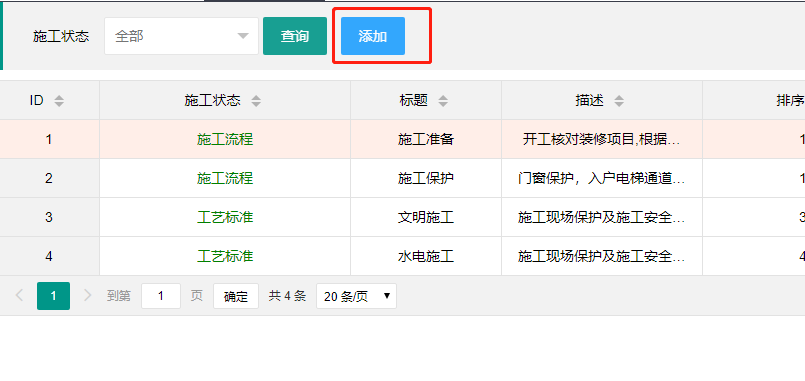 施工状态 全部 查询 添加
ID 施工状态 标题 描述 排序
1 施工流程 施工准备 开工核对装修项目,根据... 1
2 施工流程 施工保护 门窗保护，入户电梯通道... 1
3 工艺标准 文明施工 施工现场保护及施工安全... 3
4 工艺标准 水电施工 施工现场保护及施工安全... 4
1 到第 1 页 确定 共 4 条 20 条/页